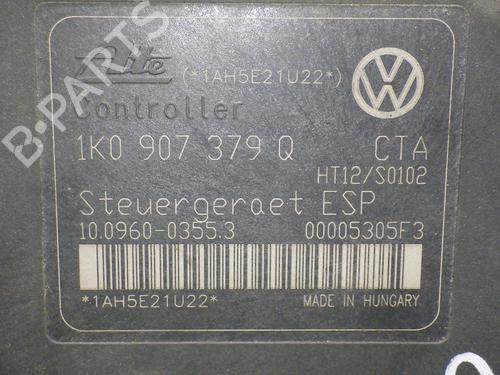 Ate (*1AH5E21U22*)
Controller
1K0 907 379 Q CTA
HT12/S0102
Steuergeraet ESP
10.0960-0355.3 00005305F3
*1AH5E21U22* MADE IN HUNGARY
B-PARTS